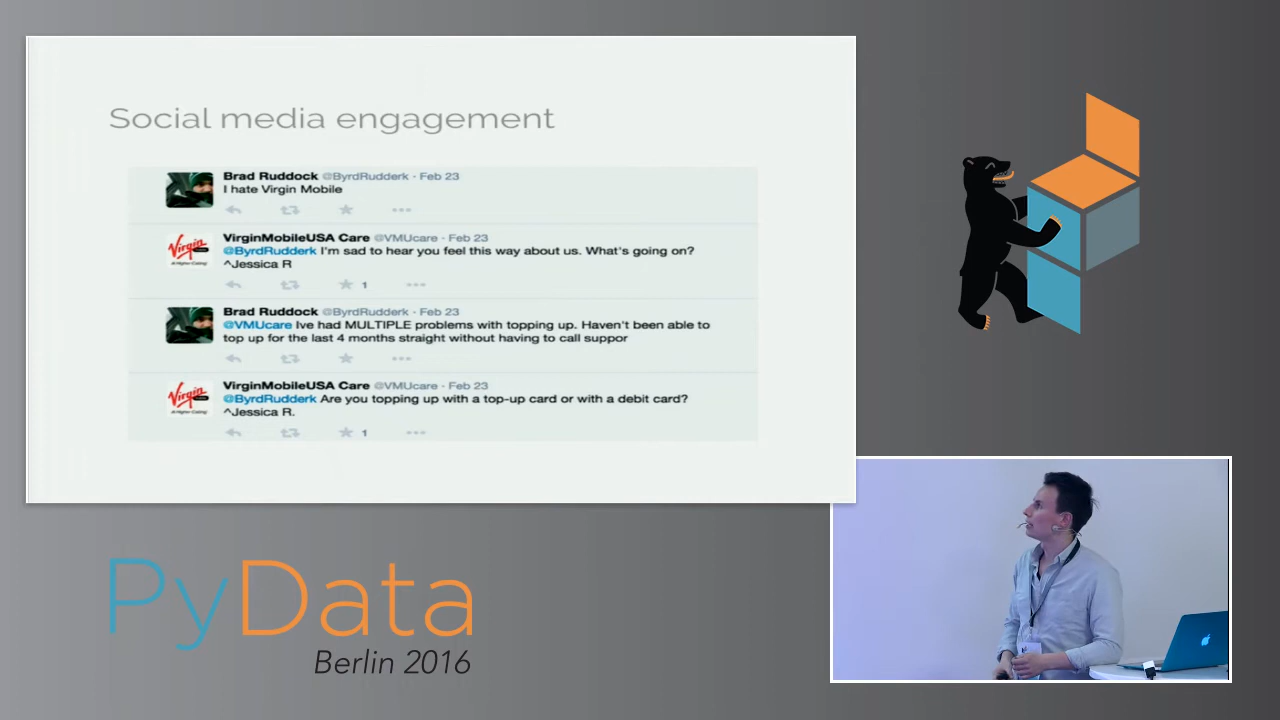 Social media engagement
Brad Ruddock @ByrdRudderk · Feb 23
I hate Virgin Mobile
VirginMobileUSA Care @VMUcare · Feb 23
@ByrdRudderk I'm sad to hear you feel this way about us. What's going on?
^Jessica R
1
Brad Ruddock @ByrdRudderk · Feb 23
@VMUcare Ive had MULTIPLE problems with topping up. Haven't been able to
top up for the last 4 months straight without having to call suppor
VirginMobileUSA Care @VMUcare · Feb 23
@ByrdRudderk Are you topping up with a top-up card or with a debit card?
^Jessica R.
1
Virgin
Virgin
PyData
Berlin 2016